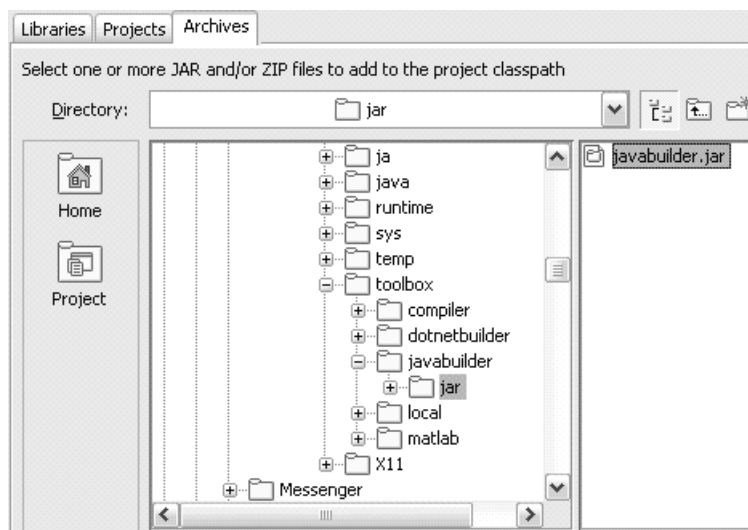 Libraries Projects Archives
Select one or more JAR and/or ZIP files to add to the project classpath
Directory: jar
Home
Project
ja
java
runtime
sys
temp
toolbox
compiler
dotnetbuilder
javabuilder
jar
local
matlab
X11
Messenger
javabuilder.jar